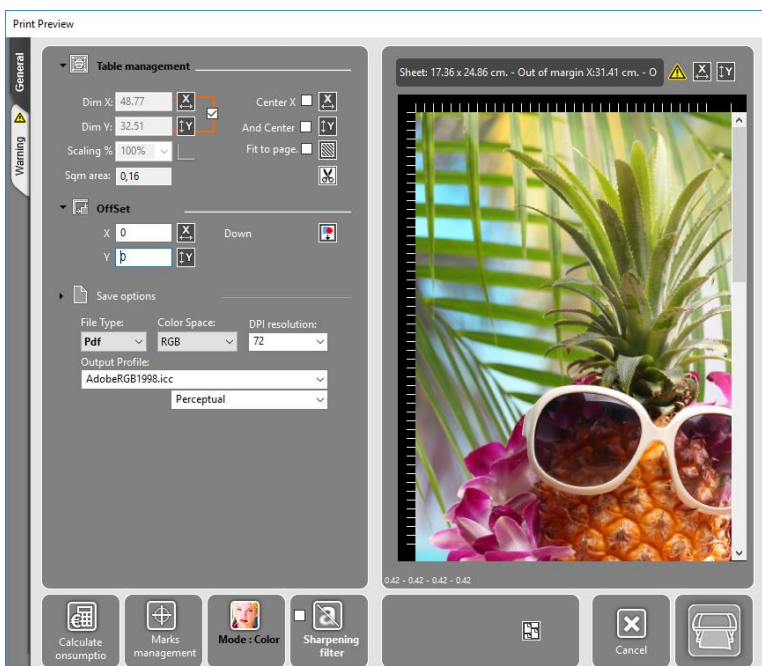 Print Preview
General
Warning
Table management
Dim X: 48.77 X Center X X
Dim Y: 32.51 Y And Center Y
Scaling % 100% Fit to page.
Sqm area: 0,16
OffSet
X 0 X Down
Y 0 Y
Save options
File Type: Color Space: DPI resolution:
Pdf RGB 72
Output Profile:
AdobeRGB1998.icc
Perceptual
Sheet: 17.36 x 24.86 cm. - Out of margin X:31.41 cm. - O X Y
0.42 - 0.42 - 0.42 - 0.42
Calculate
onsumptio
Marks
management
Mode : Color
a
Sharpening
filter
Cancel